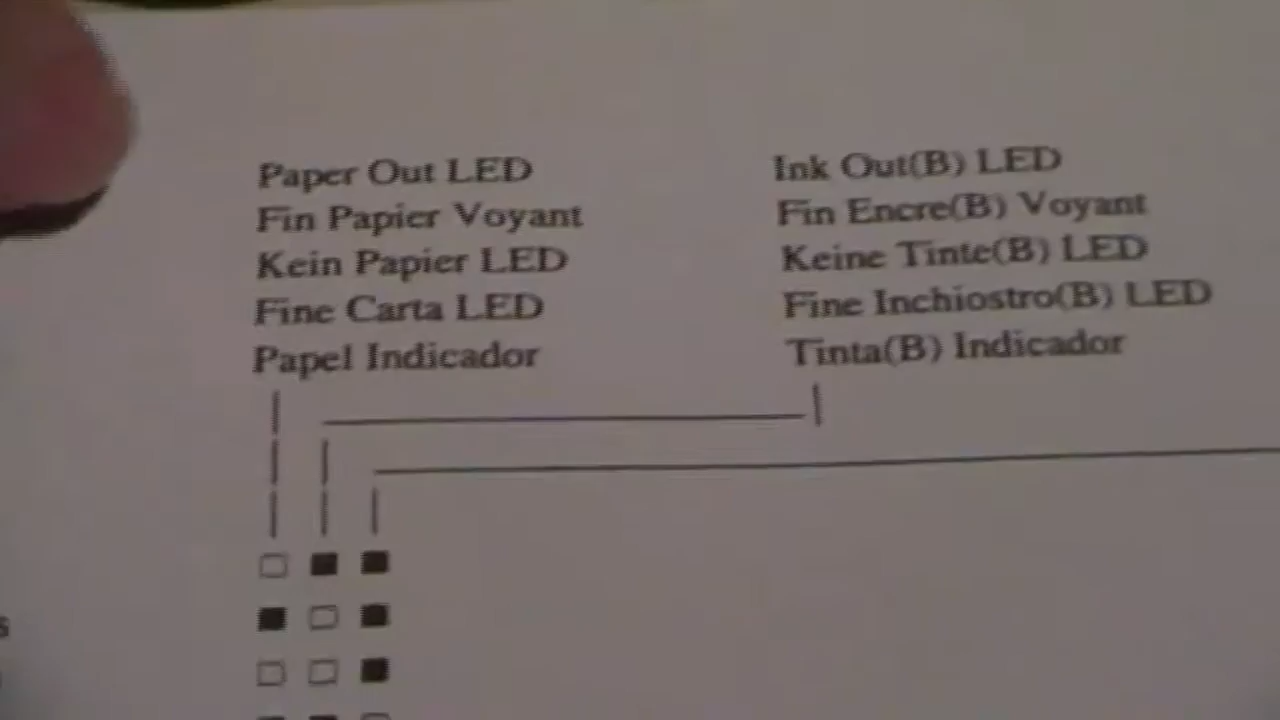 Paper Out LED
Fin Papier Voyant
Kein Papier LED
Fine Carta LED
Papel Indicador
Ink Out(B) LED
Fin Encre(B) Voyant
Keine Tinte(B) LED
Fine Inchiostro(B) LED
Tinta(B) Indicador
s